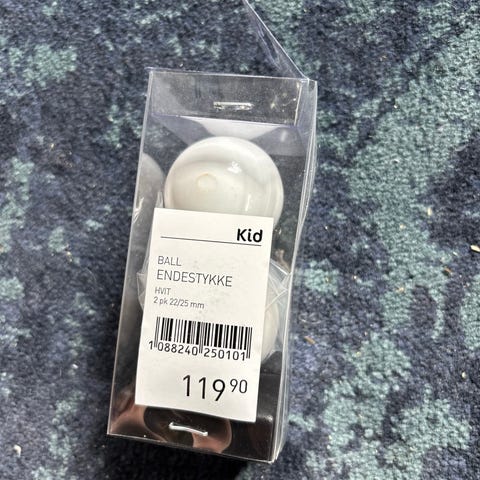 Kid
BALL
ENDESTYKKE
HVIT
2 pk 22/25 mm
1 088240 250101
119 90